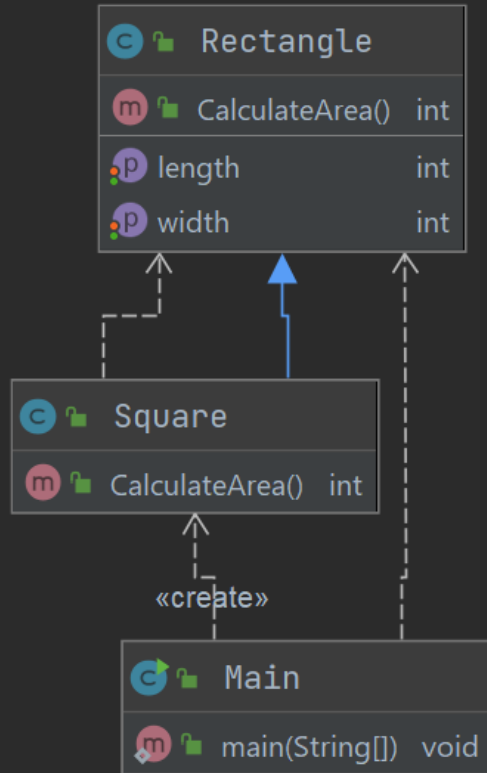 Rectangle
CalculateArea() int
length int
width int
Square
CalculateArea() int
«create»
Main
main(String[]) void